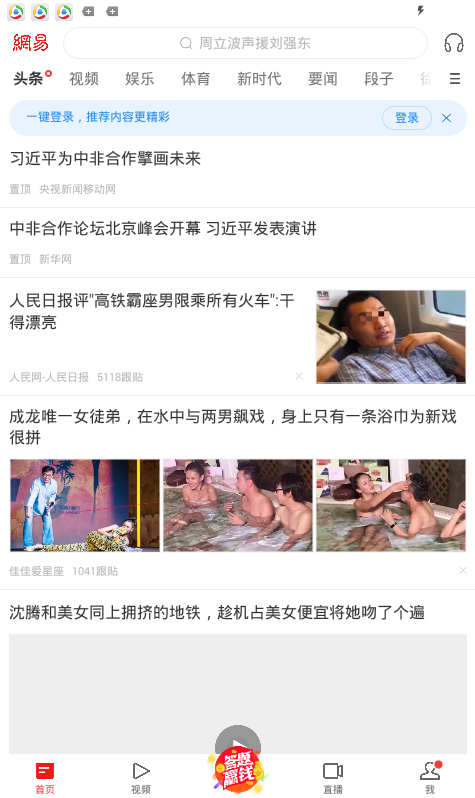 網易
周立波声援刘强东
头条 视频 娱乐 体育 新时代 要闻 段子
一键登录，推荐内容更精彩
登录
习近平为中非合作擘画未来
置顶 央视新闻移动网
中非合作论坛北京峰会开幕 习近平发表演讲
置顶 新华网
人民日报评"高铁霸座男限乘所有火车":干
得漂亮
人民网-人民日报 5118跟贴
成龙唯一女徒弟，在水中与两男飙戏，身上只有一条浴巾为新戏
很拼
佳佳爱星座 1041跟贴
沈腾和美女同上拥挤的地铁，趁机占美女便宜将她吻了个遍
答题
赢钱
首页 视频 直播 我